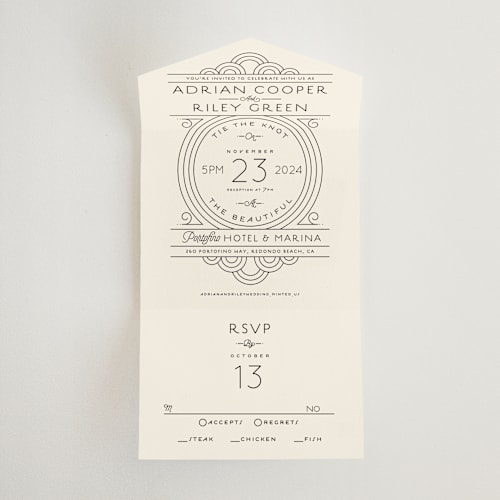 YOU'RE INVITED TO CELEBRATE WITH US AS
ADRIAN COOPER
And
RILEY GREEN
TIE THE KNOT
On
NOVEMBER
5PM 23 2024
RECEPTION AT 7PM
At
THE BEAUTIFUL
Portofino HOTEL & MARINA
260 PORTOFINO WAY, REDONDO BEACH, CA
ADRIANANDRILEYWEDDING.MINTED.US
RSVP
By
OCTOBER
13
M NO
ACCEPTS REGRETS
STEAK CHICKEN FISH